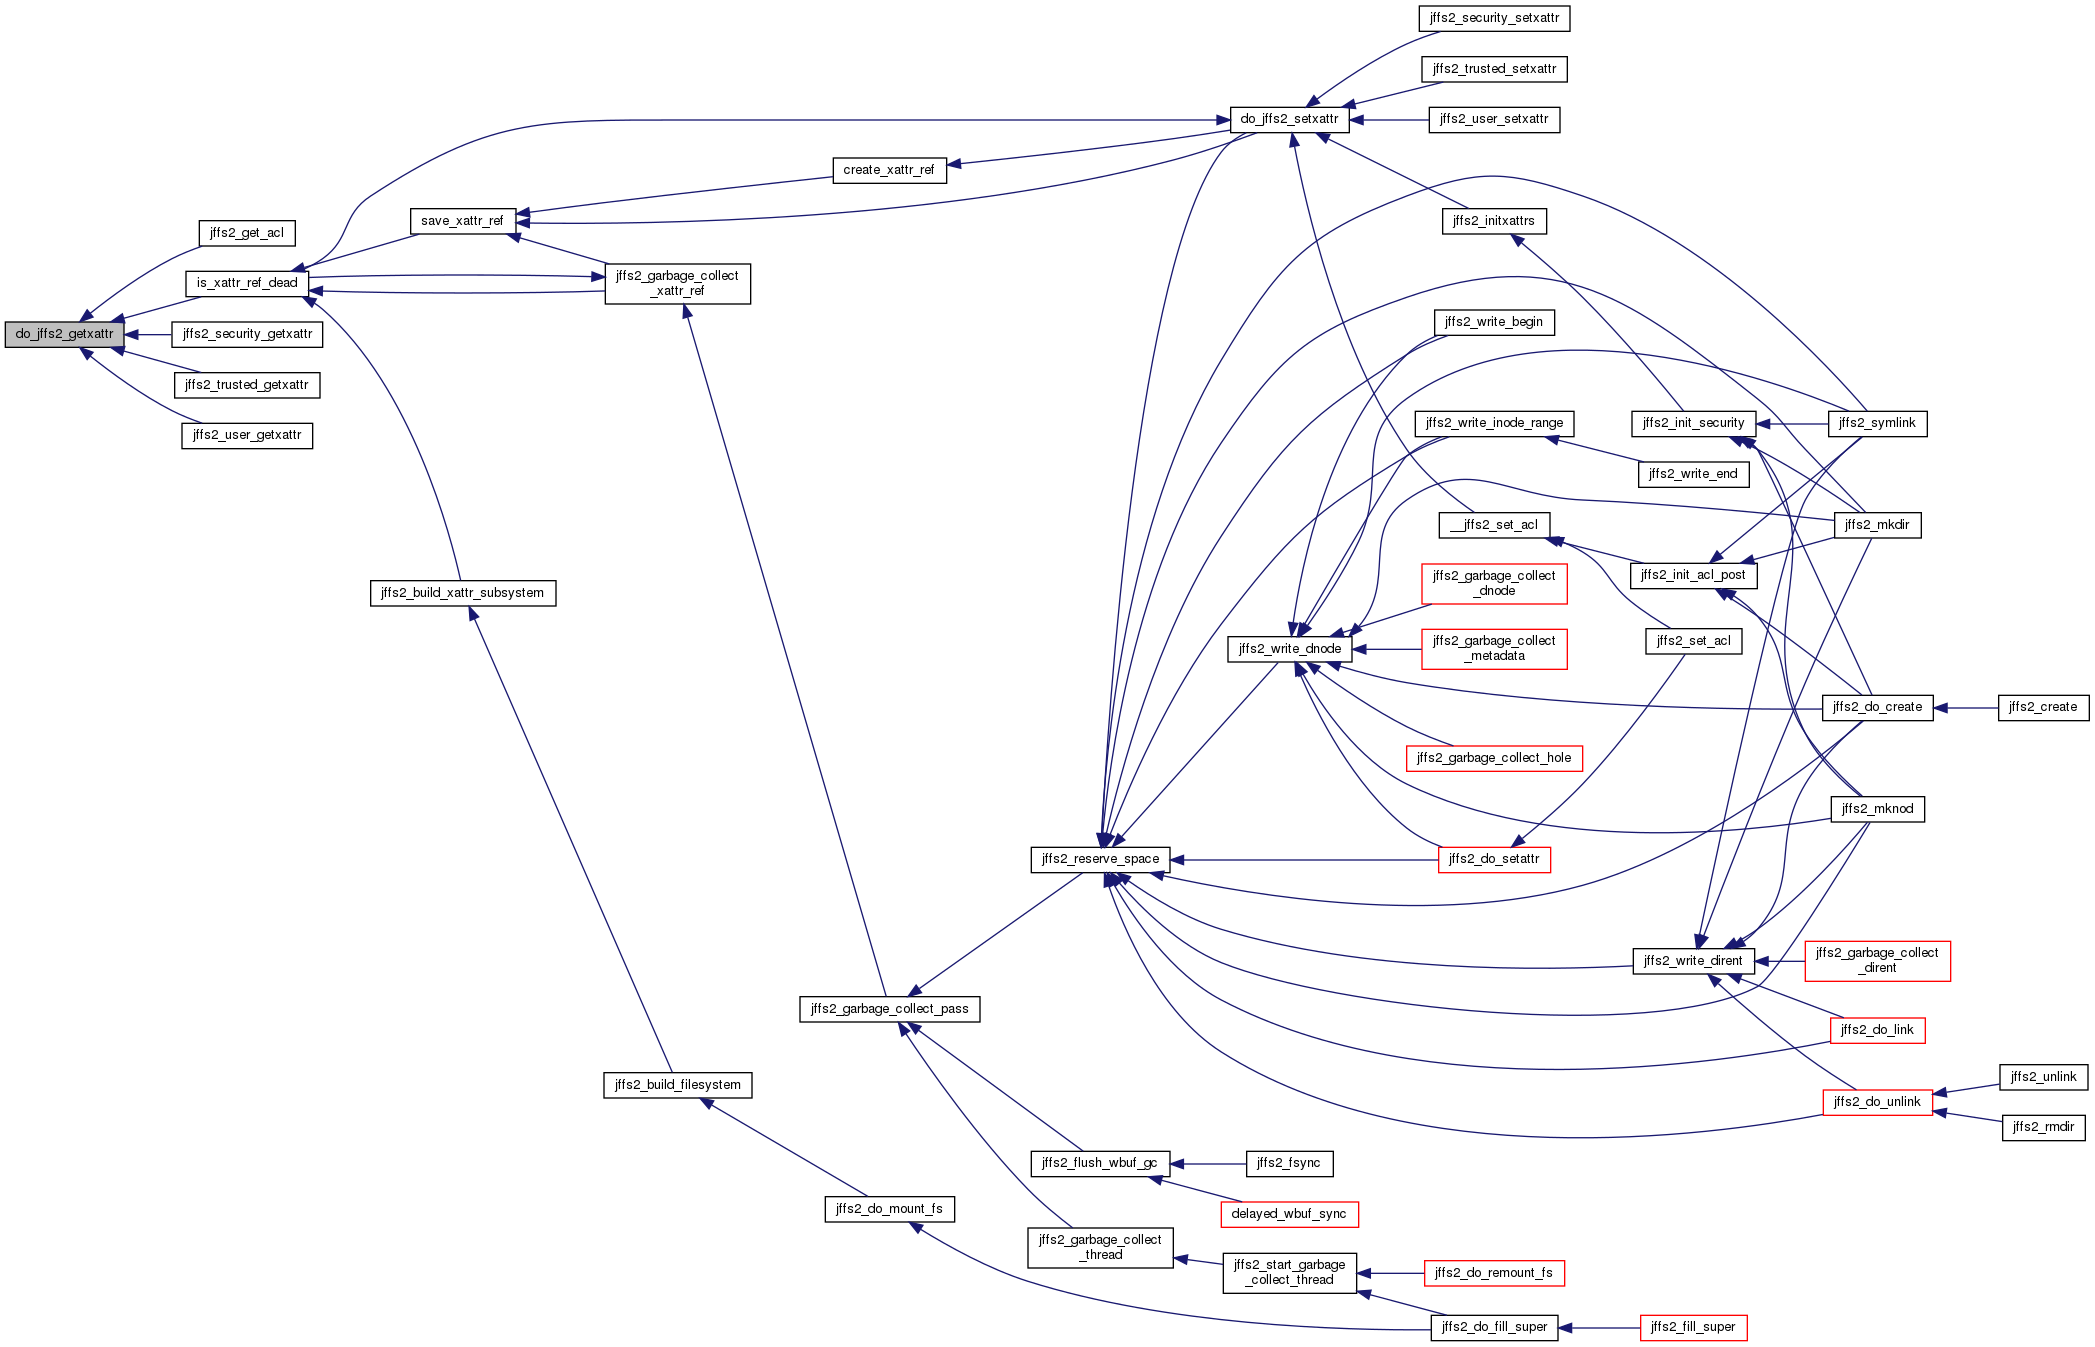 jffs2_security_setxattr
jffs2_trusted_setxattr
do_jffs2_setxattr
jffs2_user_setxattr
create_xattr_ref
save_xattr_ref
jffs2_initxattrs
jffs2_get_acl
is_xattr_ref_dead
jffs2_garbage_collect
_xattr_ref
do_jffs2_getxattr
jffs2_security_getxattr
jffs2_write_begin
jffs2_trusted_getxattr
jffs2_user_getxattr
jffs2_write_inode_range
jffs2_init_security
jffs2_symlink
jffs2_write_end
__jffs2_set_acl
jffs2_mkdir
jffs2_garbage_collect
_dnode
jffs2_init_acl_post
jffs2_build_xattr_subsystem
jffs2_write_dnode
jffs2_garbage_collect
_metadata
jffs2_set_acl
jffs2_do_create
jffs2_create
jffs2_garbage_collect_hole
jffs2_mknod
jffs2_reserve_space
jffs2_do_setattr
jffs2_write_dirent
jffs2_garbage_collect
_dirent
jffs2_garbage_collect_pass
jffs2_do_link
jffs2_build_filesystem
jffs2_unlink
jffs2_do_unlink
jffs2_rmdir
jffs2_flush_wbuf_gc
jffs2_fsync
jffs2_do_mount_fs
delayed_wbuf_sync
jffs2_garbage_collect
_thread
jffs2_start_garbage
_collect_thread
jffs2_do_remount_fs
jffs2_do_fill_super
jffs2_fill_super